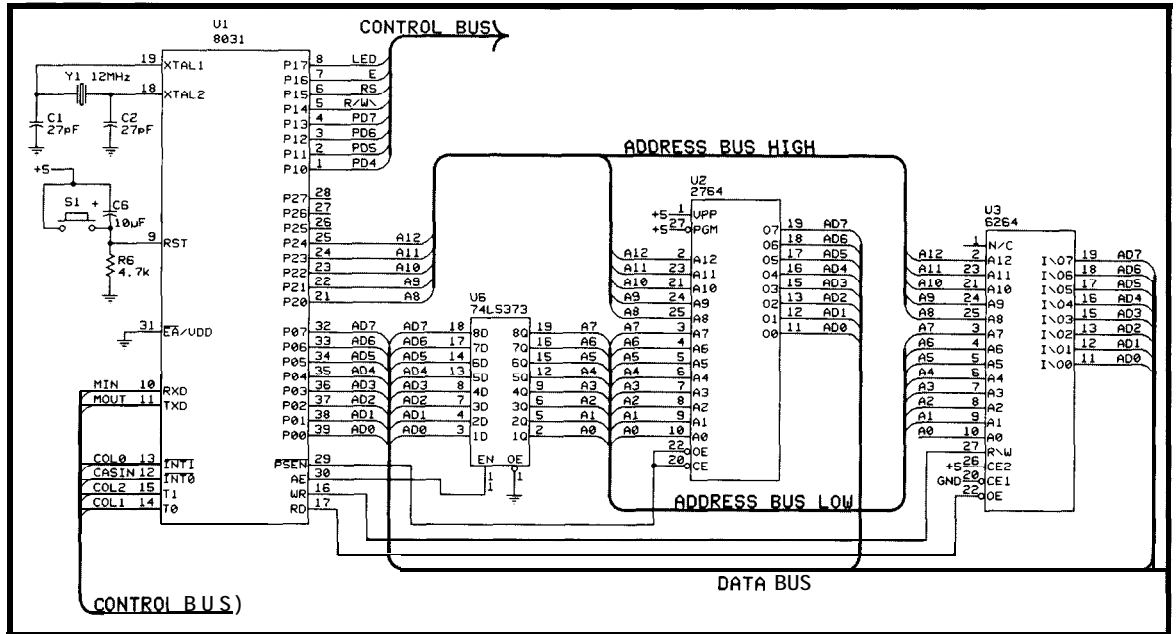 CONTROL BUS
U1
8031
19 XTAL1
18 XTAL2
Y1 12MHz
C1
27pF
C2
27pF
+5
S1 +
C6
10µF
9 RST
R6
4.7k
31 EA/VDD
MIN 10 RXD
MOUT 11 TXD
COL0 13 INT1
CASIN 12 INT0
COL2 15 T1
COL1 14 T0
P17 8 LED
P16 7 E
P15 6 RS
P14 5 R/W\
P13 4 PD7
P12 3 PD6
P11 2 PD5
P10 1 PD4
P27 28
P26 27
P25 26
P24 25 A12
P23 24 A11
P22 23 A10
P21 22 A9
P20 21 A8
P07 32 AD7
P06 33 AD6
P05 34 AD5
P04 35 AD4
P03 36 AD3
P02 37 AD2
P01 38 AD1
P00 39 AD0
PSEN 29
AE 30
WR 16
RD 17
U6
74LS373
AD7 18 8D 8Q 19 A7
AD6 17 7D 7Q 16 A6
AD5 14 6D 6Q 15 A5
AD4 13 5D 5Q 12 A4
AD3 8 4D 4Q 9 A3
AD2 7 3D 3Q 6 A2
AD1 4 2D 2Q 5 A1
AD0 3 1D 1Q 2 A0
EN OE
1 1
1
ADDRESS BUS HIGH
U2
2764
+5 1 VPP
+5 27 PGM
A12 2 A12
A11 23 A11
A10 21 A10
A9 24 A9
A8 25 A8
A7 3 A7
A6 4 A6
A5 5 A5
A4 6 A4
A3 7 A3
A2 8 A2
A1 9 A1
A0 10 A0
22 OE
20 CE
O7 19 AD7
O6 18 AD6
O5 17 AD5
O4 16 AD4
O3 15 AD3
O2 13 AD2
O1 12 AD1
O0 11 AD0
U3
6264
1 N/C
A12 2 A12
A11 23 A11
A10 21 A10
A9 24 A9
A8 25 A8
A7 3 A7
A6 4 A6
A5 5 A5
A4 6 A4
A3 7 A3
A2 8 A2
A1 9 A1
A0 10 A0
27 R\W
+5 26 CE2
GND 20 CE1
22 OE
I\O7 19 AD7
I\O6 18 AD6
I\O5 17 AD5
I\O4 16 AD4
I\O3 15 AD3
I\O2 13 AD2
I\O1 12 AD1
I\O0 11 AD0
ADDRESS BUS LOW
DATA BUS
CONTROL BUS)